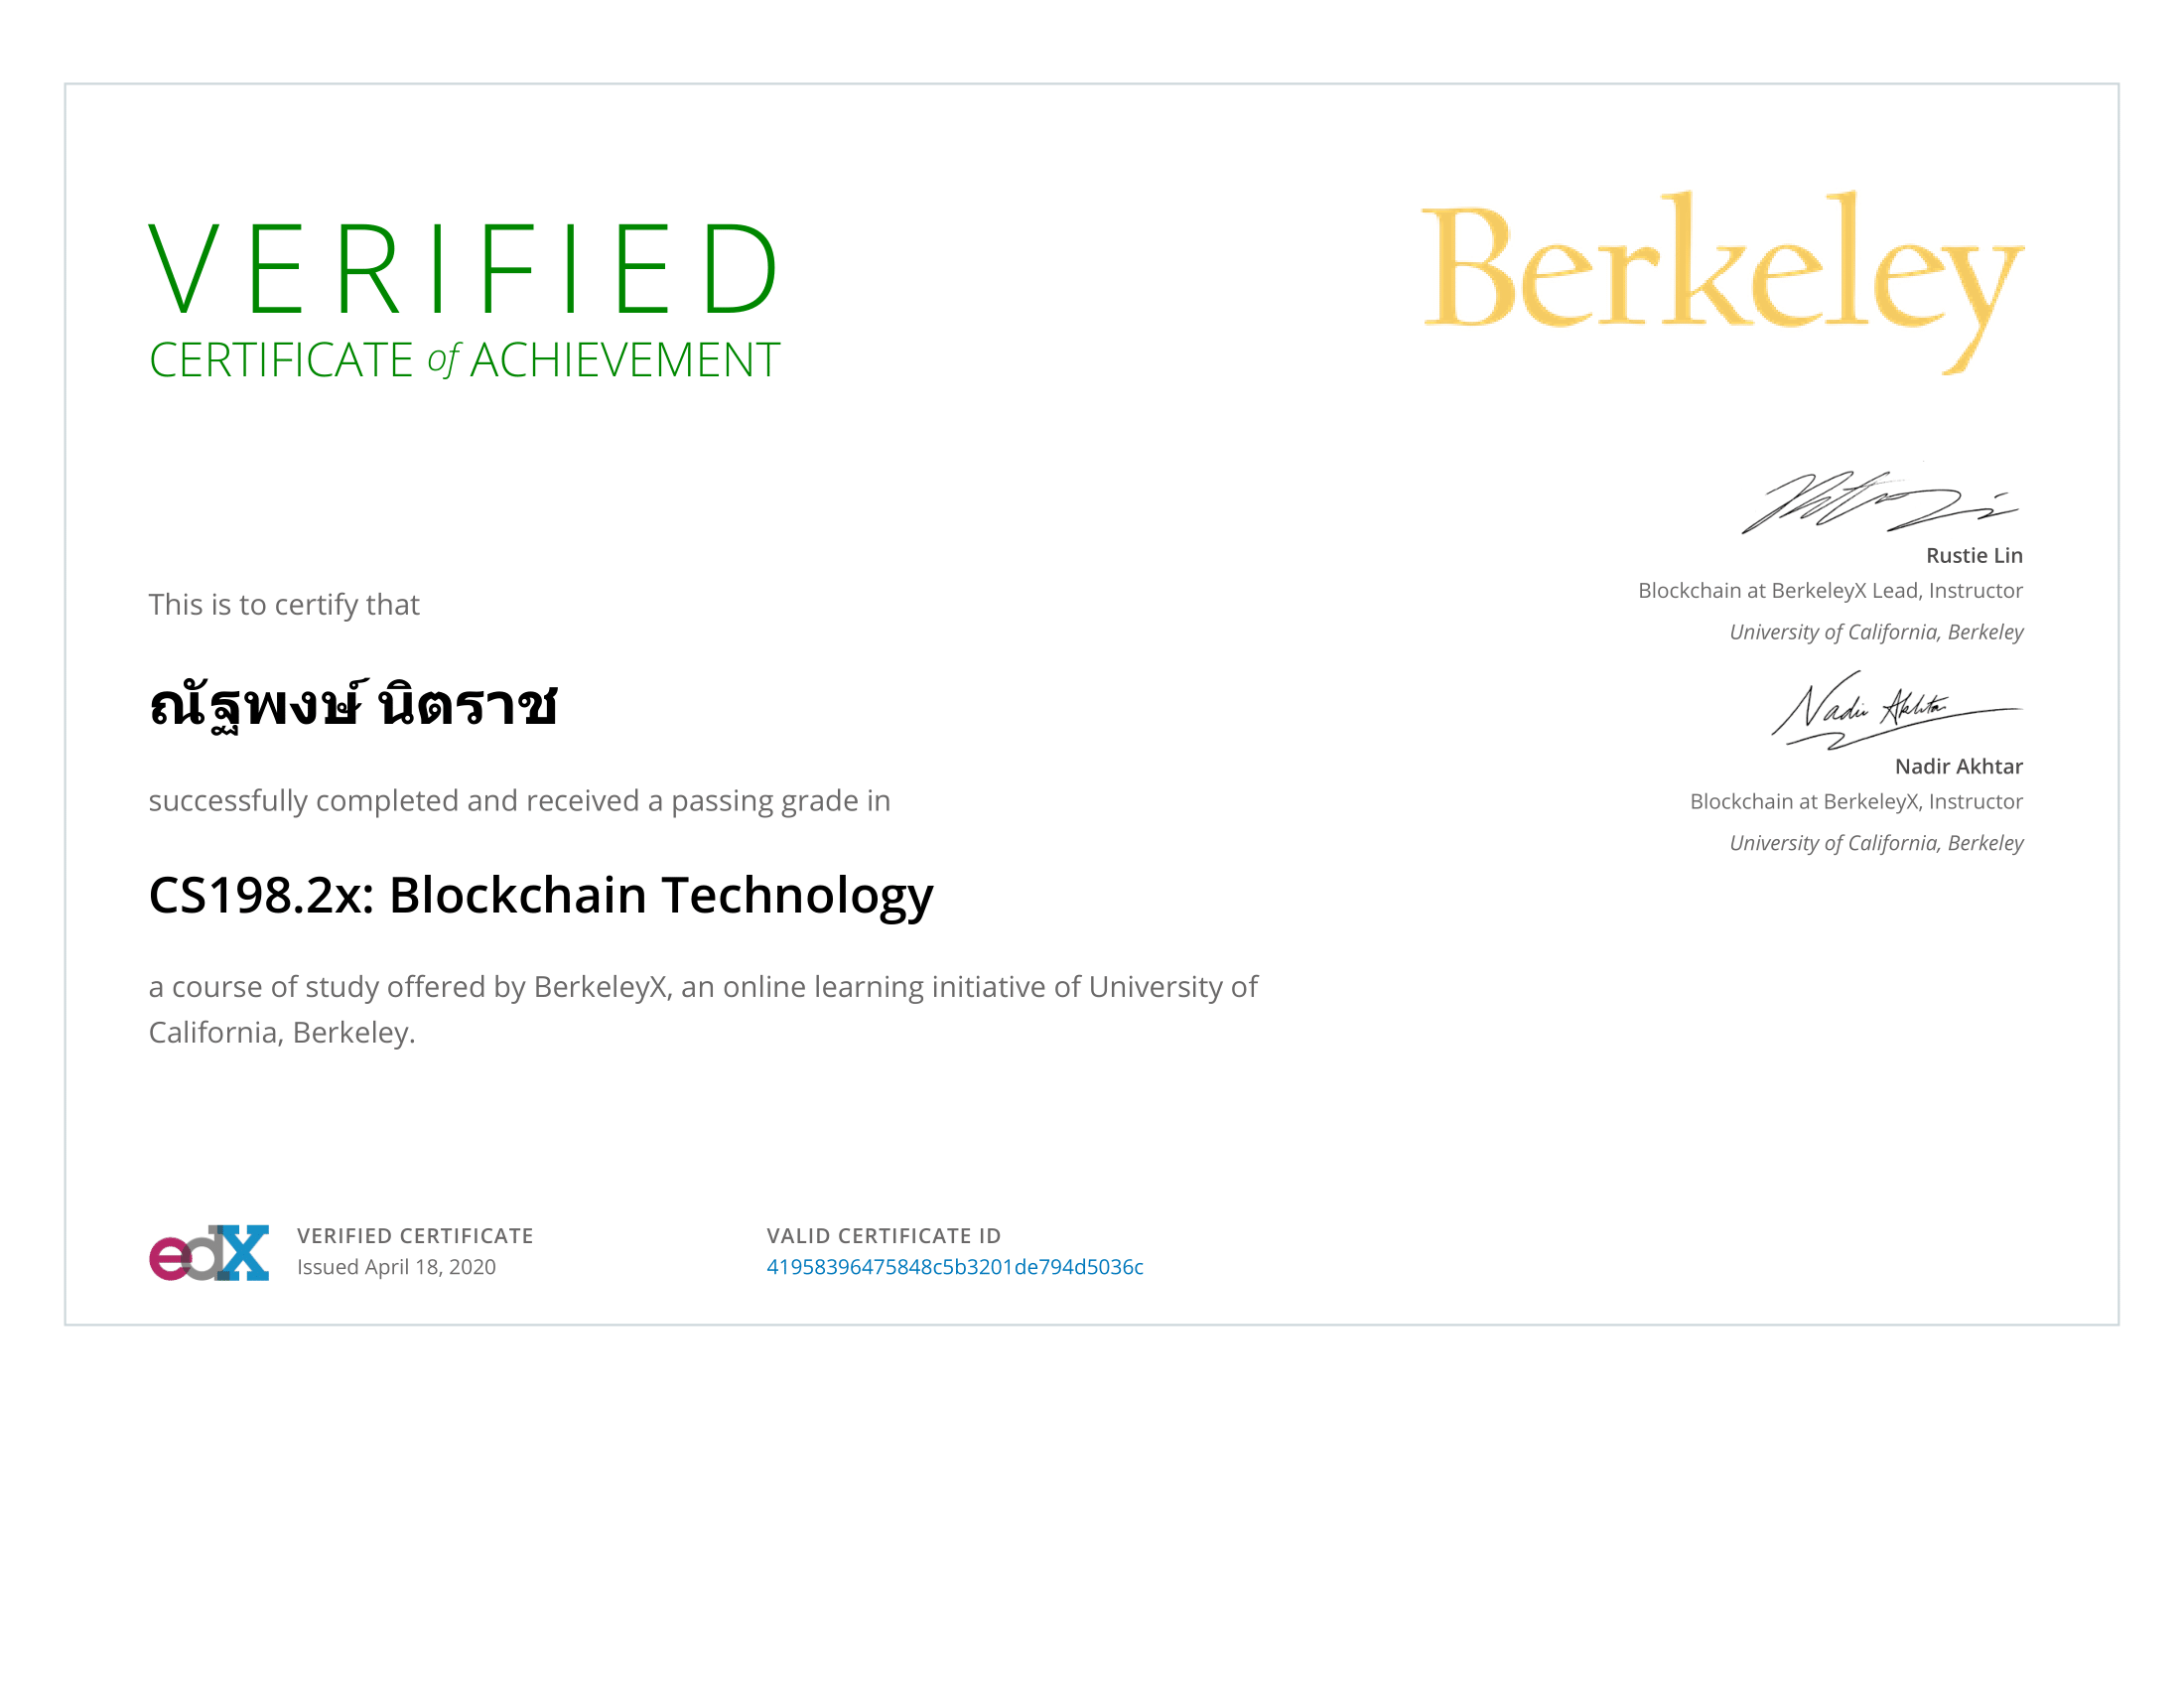 VERIFIED
CERTIFICATE of ACHIEVEMENT
Berkeley
This is to certify that
ณัฐพงษ์ นิตราช
successfully completed and received a passing grade in
CS198.2x: Blockchain Technology
a course of study offered by BerkeleyX, an online learning initiative of University of
California, Berkeley.
Rustie Lin
Blockchain at BerkeleyX Lead, Instructor
University of California, Berkeley
Nadir Akhtar
Nadir Akhtar
Blockchain at BerkeleyX, Instructor
University of California, Berkeley
edX
VERIFIED CERTIFICATE
Issued April 18, 2020
VALID CERTIFICATE ID
41958396475848c5b3201de794d5036c